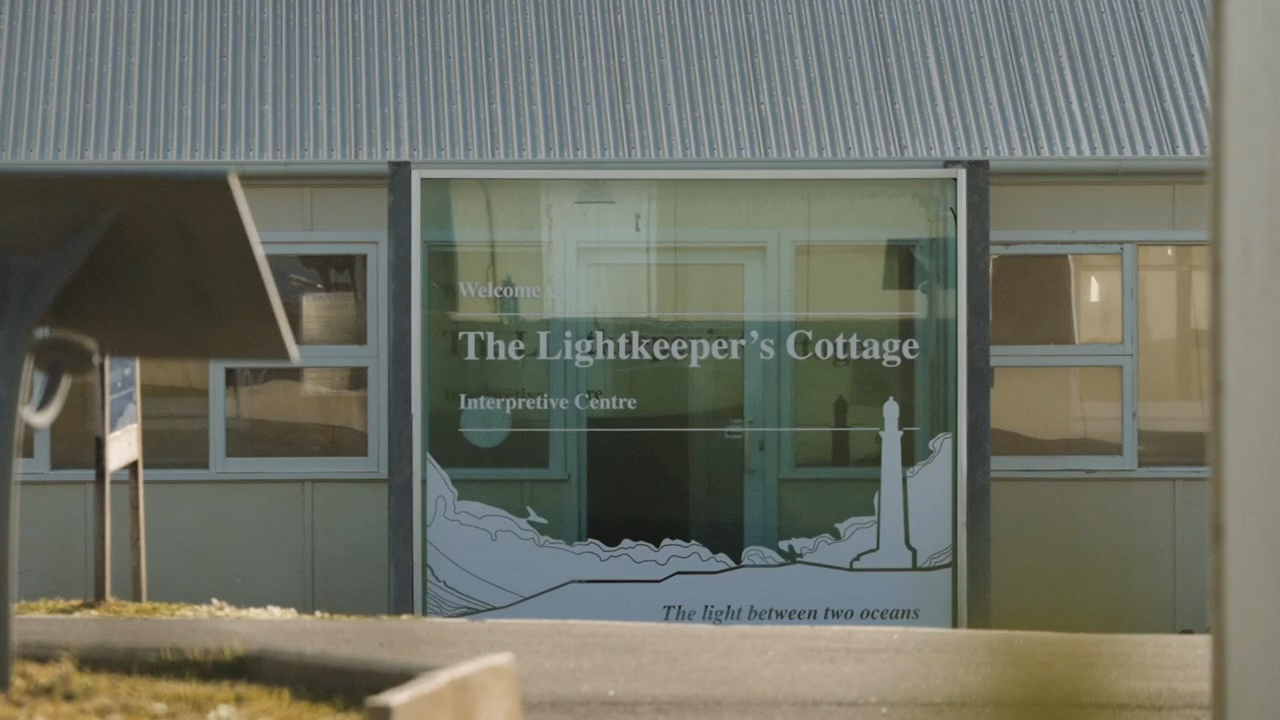 Welcome
The Lightkeeper's Cottage
Interpretive Centre
The light between two oceans